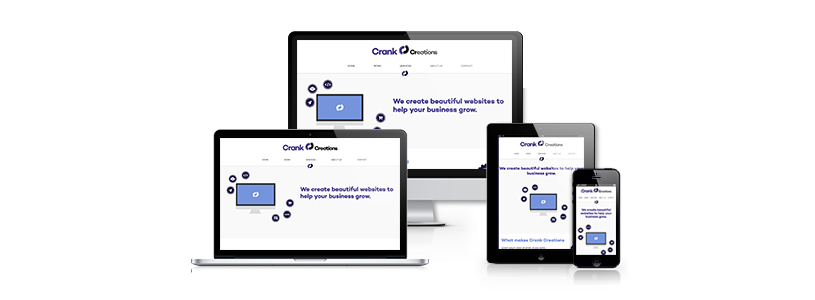 Crank Creations
HOME WORK SERVICES ABOUT US CONTACT
We create beautiful websites to
help your business grow.
Crank Creations
HOME WORK SERVICES ABOUT US CONTACT
We create beautiful websites to
help your business grow.
Crank Creations
We create beautiful websites to help your
business grow.
What makes Crank Creations
Crank Creations
We create beautiful
websites to help your
business grow.